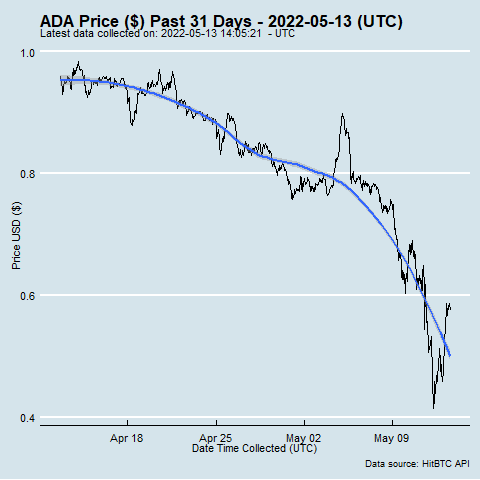 ADA Price ($) Past 31 Days - 2022-05-13 (UTC)
Latest data collected on: 2022-05-13 14:05:21 - UTC
1.0
0.8
0.6
0.4
Price USD ($)
Apr 18 Apr 25 May 02 May 09
Date Time Collected (UTC)
Data source: HitBTC API